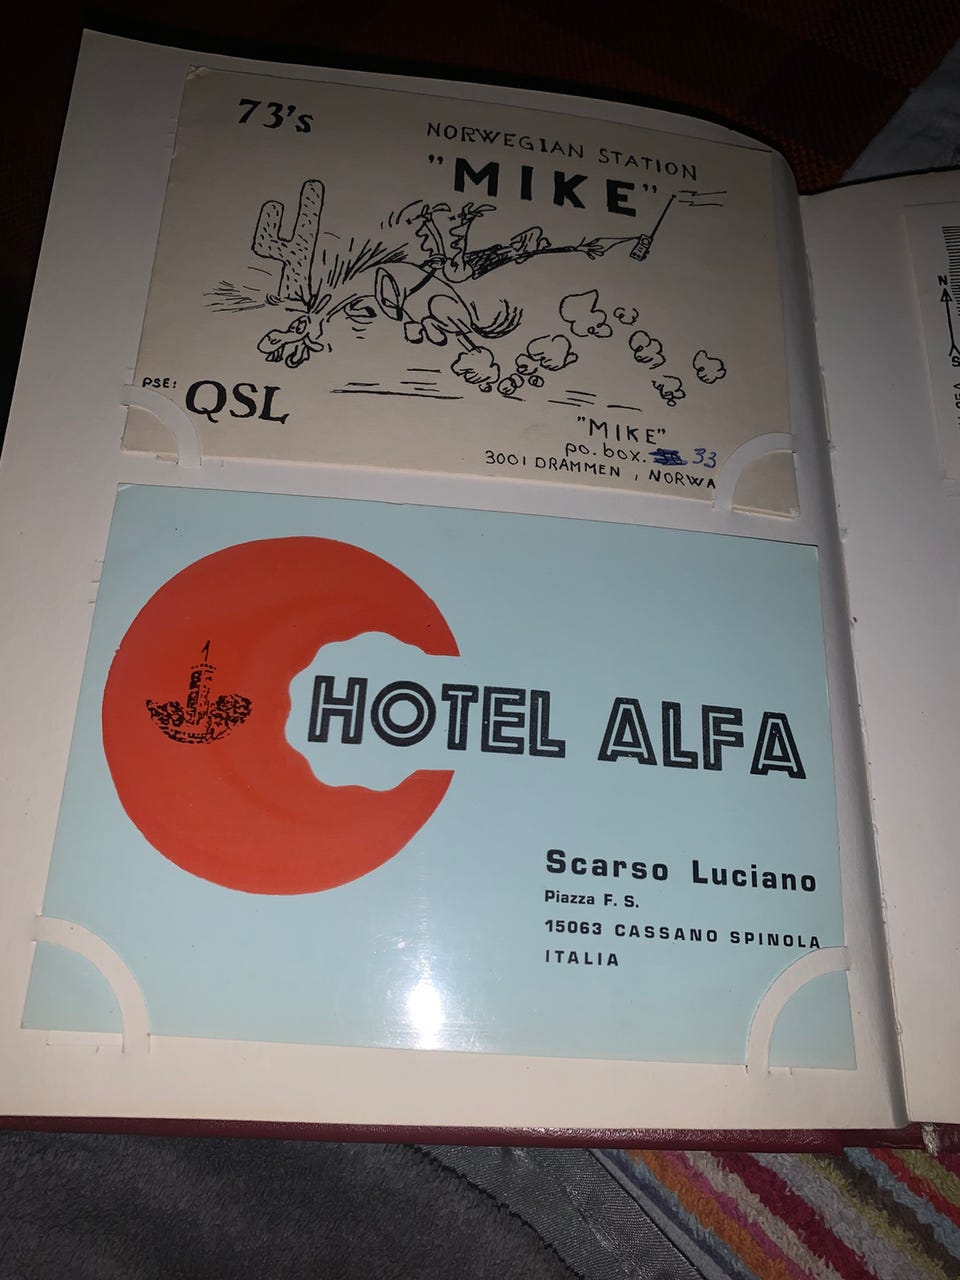 73's
NORWEGIAN STATION
"MIKE"
PSE: QSL
"MIKE"
po. box. 33
3001 DRAMMEN, NORWA
HOTEL ALFA
Scarso Luciano
Piazza F. S.
15063 CASSANO SPINOLA
ITALIA
N
S